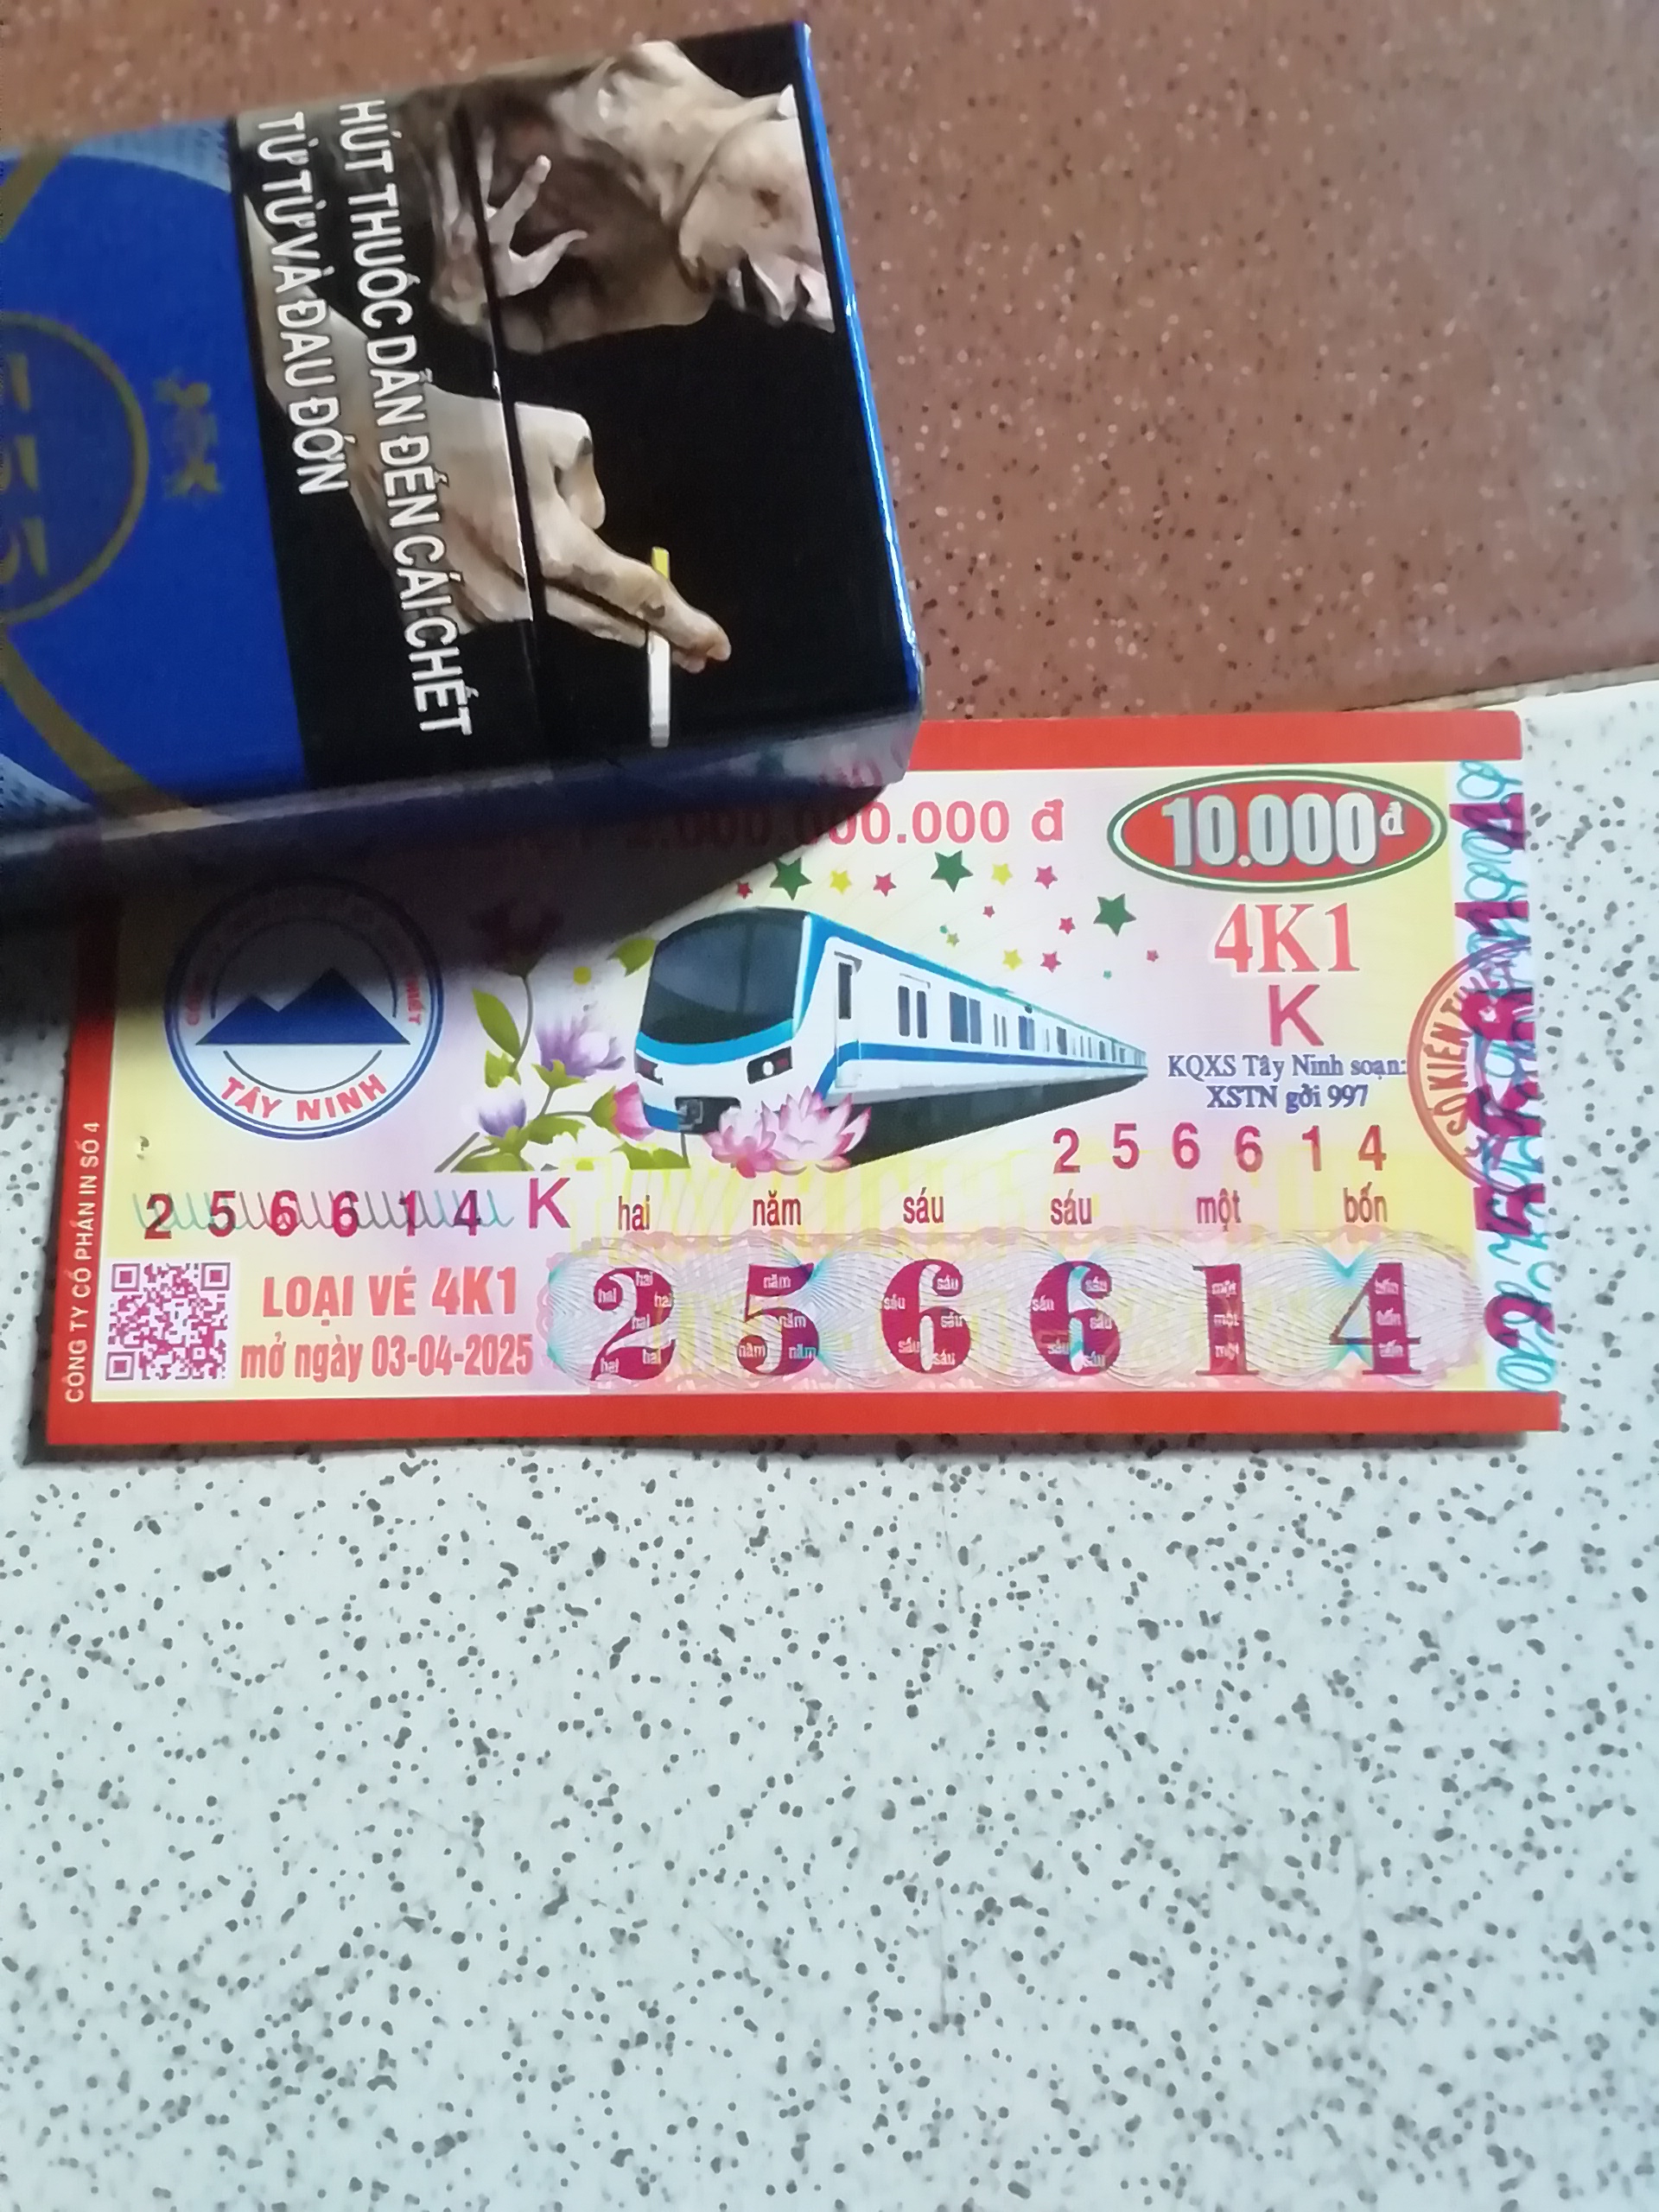 HÚT THUỐC DẪN ĐẾN CÁI CHẾT
TỪ TỪ VÀ ĐAU ĐỚN
.000 đ
10.000đ
4K1
K
KQXS Tây Ninh soạn:
XSTN gởi 997
TÂY NINH
2 5 6 6 1 4
2 5 6 6 1 4 K
hai năm sáu sáu một bốn
LOẠI VÉ 4K1
mở ngày 03-04-2025
2 5 6 6 1 4
CÔNG TY CỔ PHẦN IN SỐ 4